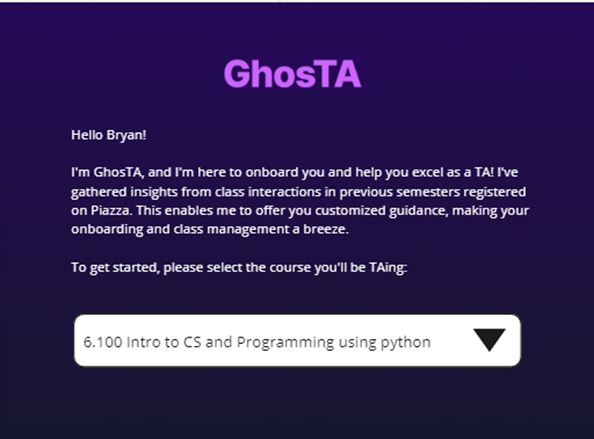 GhosTA
Hello Bryan!
I'm GhosTA, and I'm here to onboard you and help you excel as a TA! I've
gathered insights from class interactions in previous semesters registered
on Piazza. This enables me to offer you customized guidance, making your
onboarding and class management a breeze.
To get started, please select the course you'll be TAing:
6.100 Intro to CS and Programming using python